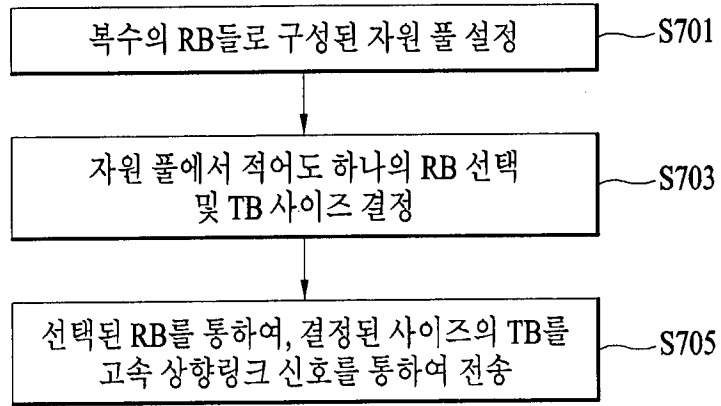 복수의 RB들로 구성된 자원 풀 설정
S701
자원 풀에서 적어도 하나의 RB 선택
및 TB 사이즈 결정
S703
선택된 RB를 통하여, 결정된 사이즈의 TB를
고속 상향링크 신호를 통하여 전송
S705